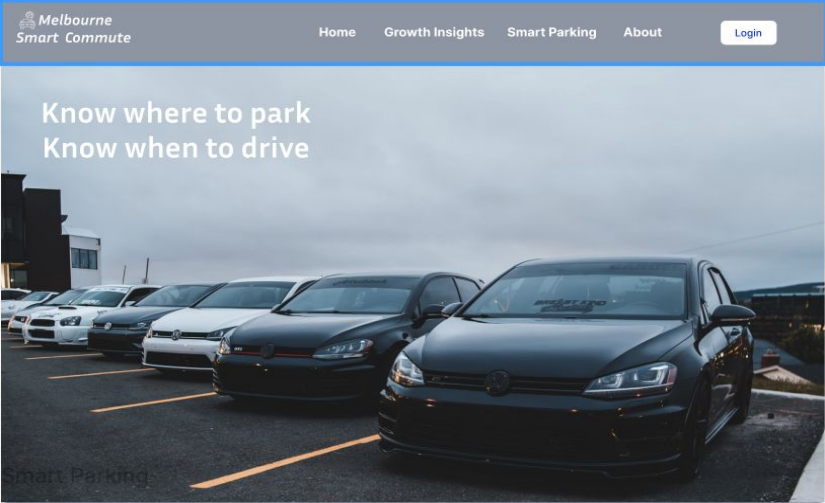 Melbourne
Smart Commute
Home Growth Insights Smart Parking About Login
Know where to park
Know when to drive
Smart Parking